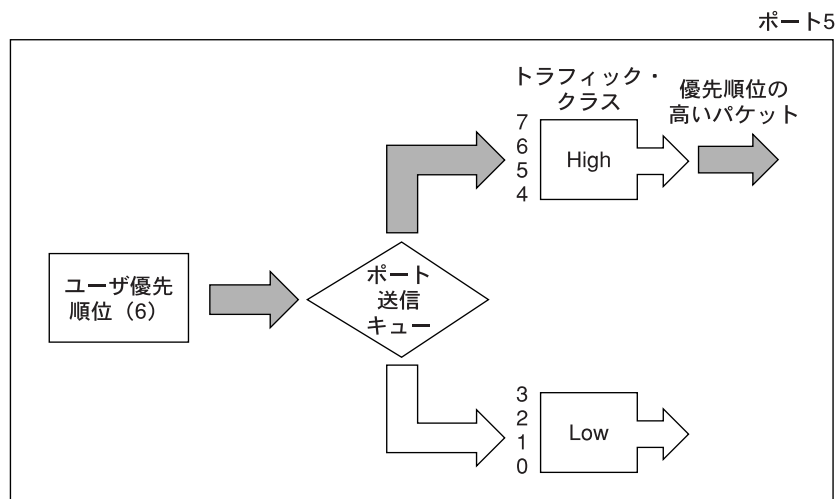 ポート5
トラフィック・
クラス
優先順位の
高いパケット
7
6
5
4
High
ユーザ優先
順位（6）
ポート
送信
キュー
3
2
1
0
Low